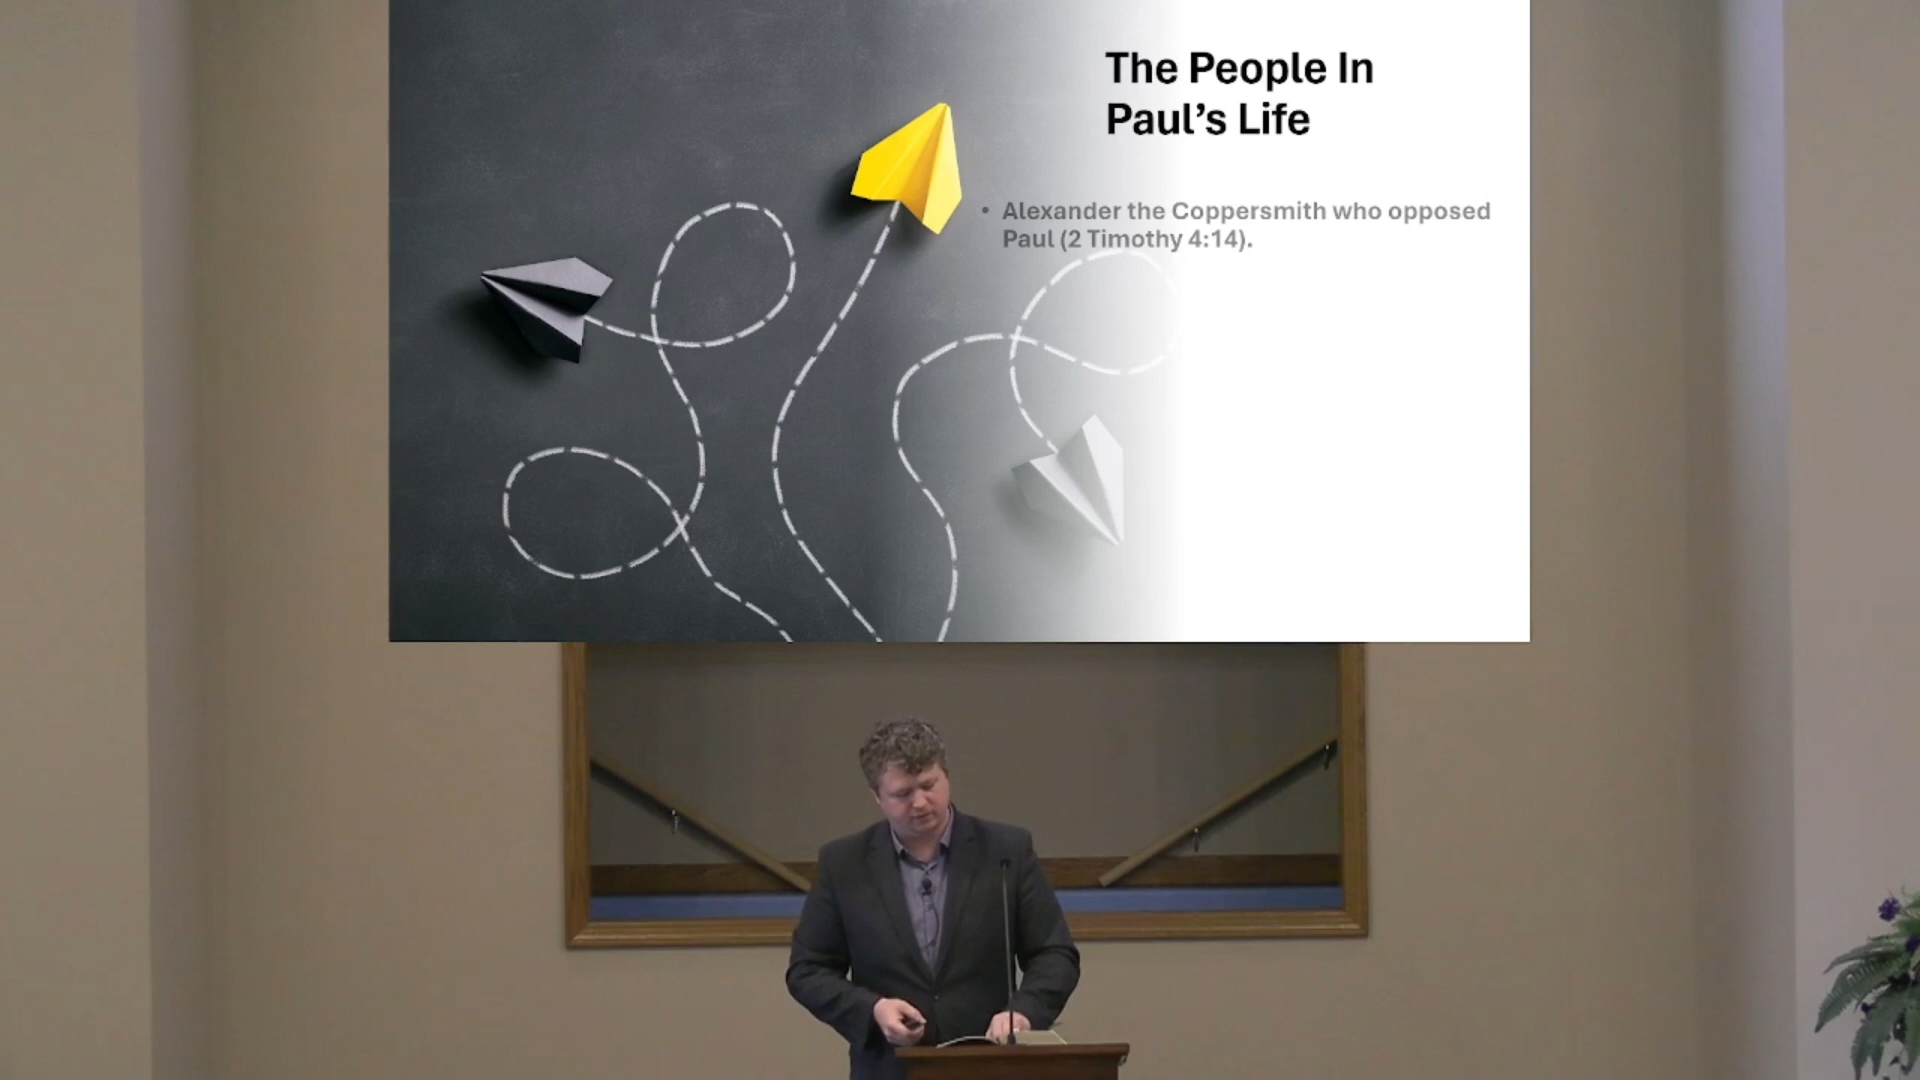 The People In
Paul’s Life
• Alexander the Coppersmith who opposed
Paul (2 Timothy 4:14).